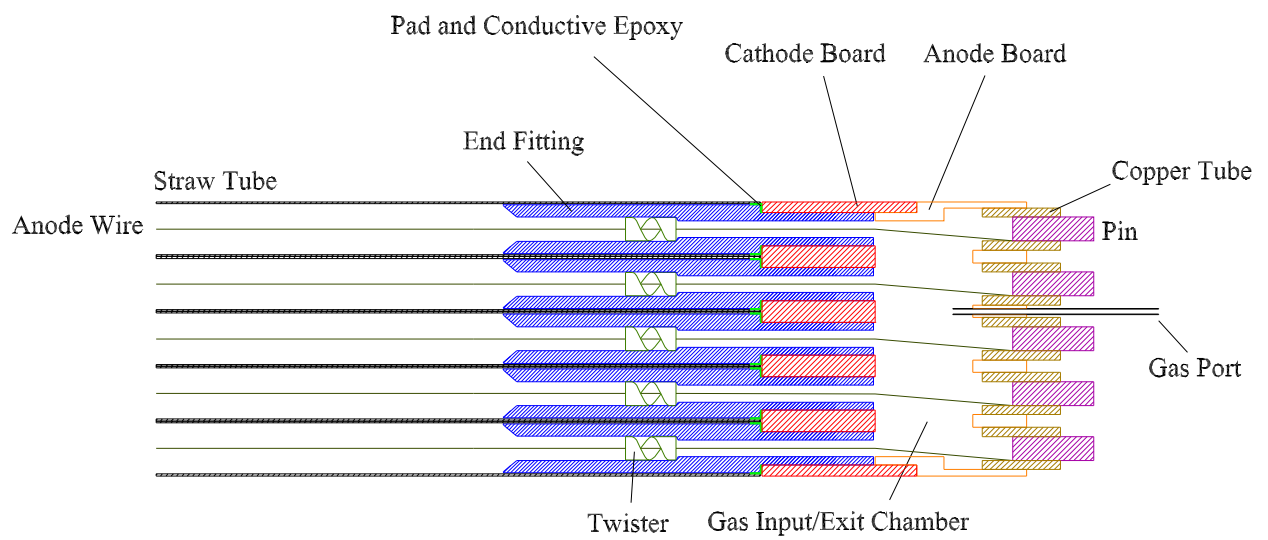 Pad and Conductive Epoxy
Cathode Board
Anode Board
End Fitting
Copper Tube
Straw Tube
Anode Wire
Pin
Gas Port
Twister
Gas Input/Exit Chamber